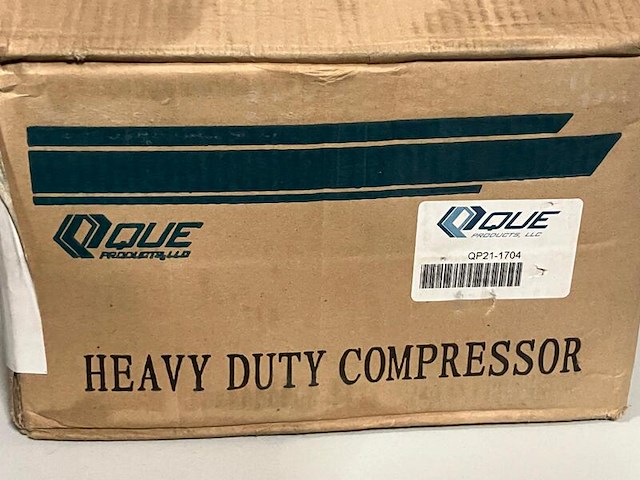 QUE
PRODUCTS, LLC
QUE
PRODUCTS, LLC
QP21-1704
HEAVY DUTY COMPRESSOR